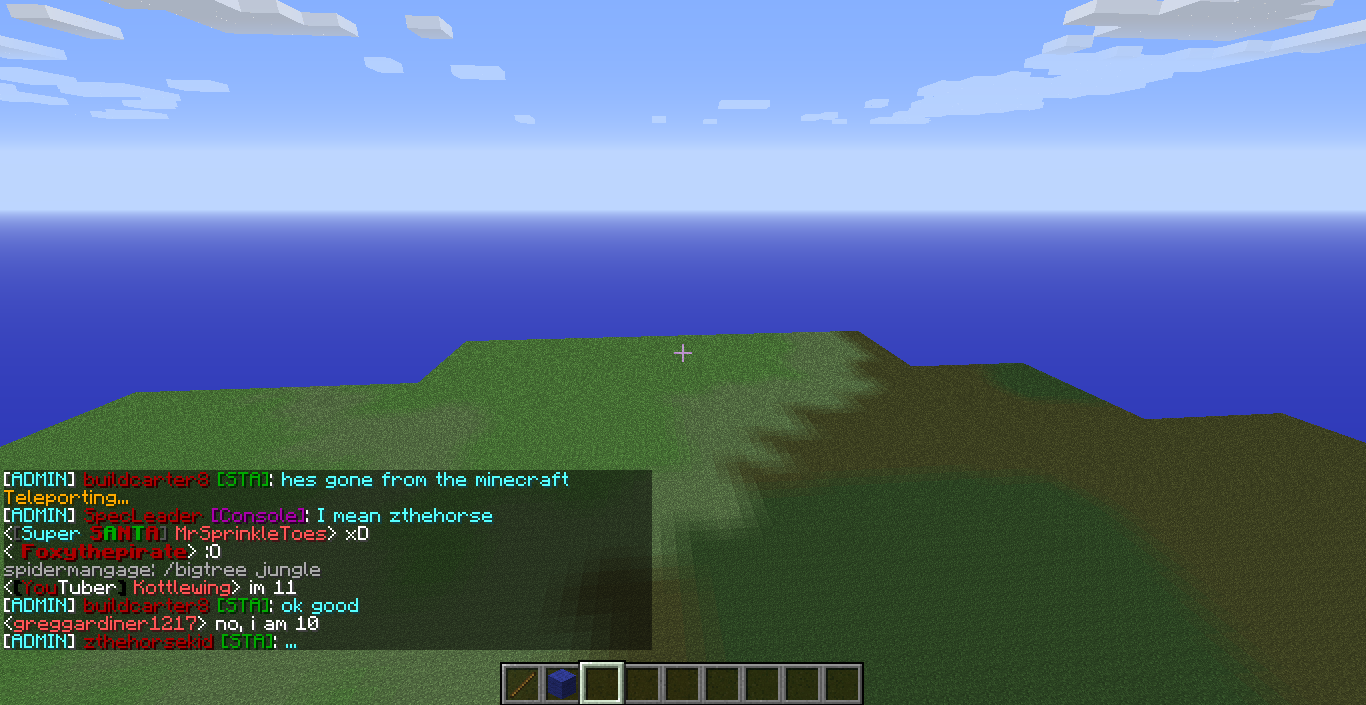 [ADMIN] buildcarter8 [STA]: hes gone from the minecraft
Teleporting...
[ADMIN] SpecLeader [Console]: I mean zthehorse
<[Super SANTA] MrSprinkleToes> xD
< Foxythepirate> :O
spidermangage: /bigtree jungle
<[YouTuber] Kottlewing> im 11
[ADMIN] buildcarter8 [STA]: ok good
<greggardiner1217> no, i am 10
[ADMIN] zthehorsekid [STA]: ...